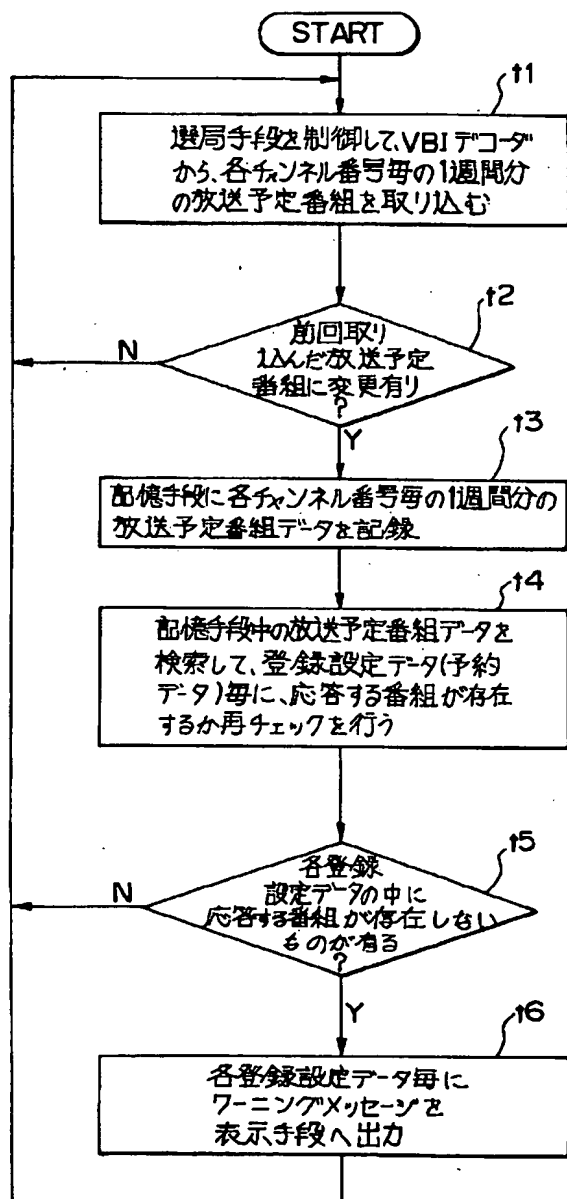 START
t1
選局手段を制御して、VBIデコーダ
から、各チャンネル番号毎の1週間分
の放送予定番組を取り込む
t2
前回取り
込んだ放送予定
番組に変更有り
?
N
Y
t3
記憶手段に各チャンネル番号毎の1週間分の
放送予定番組データを記録
t4
記憶手段中の放送予定番組データを
検索して、登録設定データ(予約
データ)毎に、応答する番組が存在
するか再チェックを行う
t5
各登録
設定データの中に
応答する番組が存在しない
ものが有る
?
N
Y
t6
各登録設定データ毎に
ワーニングメッセージを
表示手段へ出力